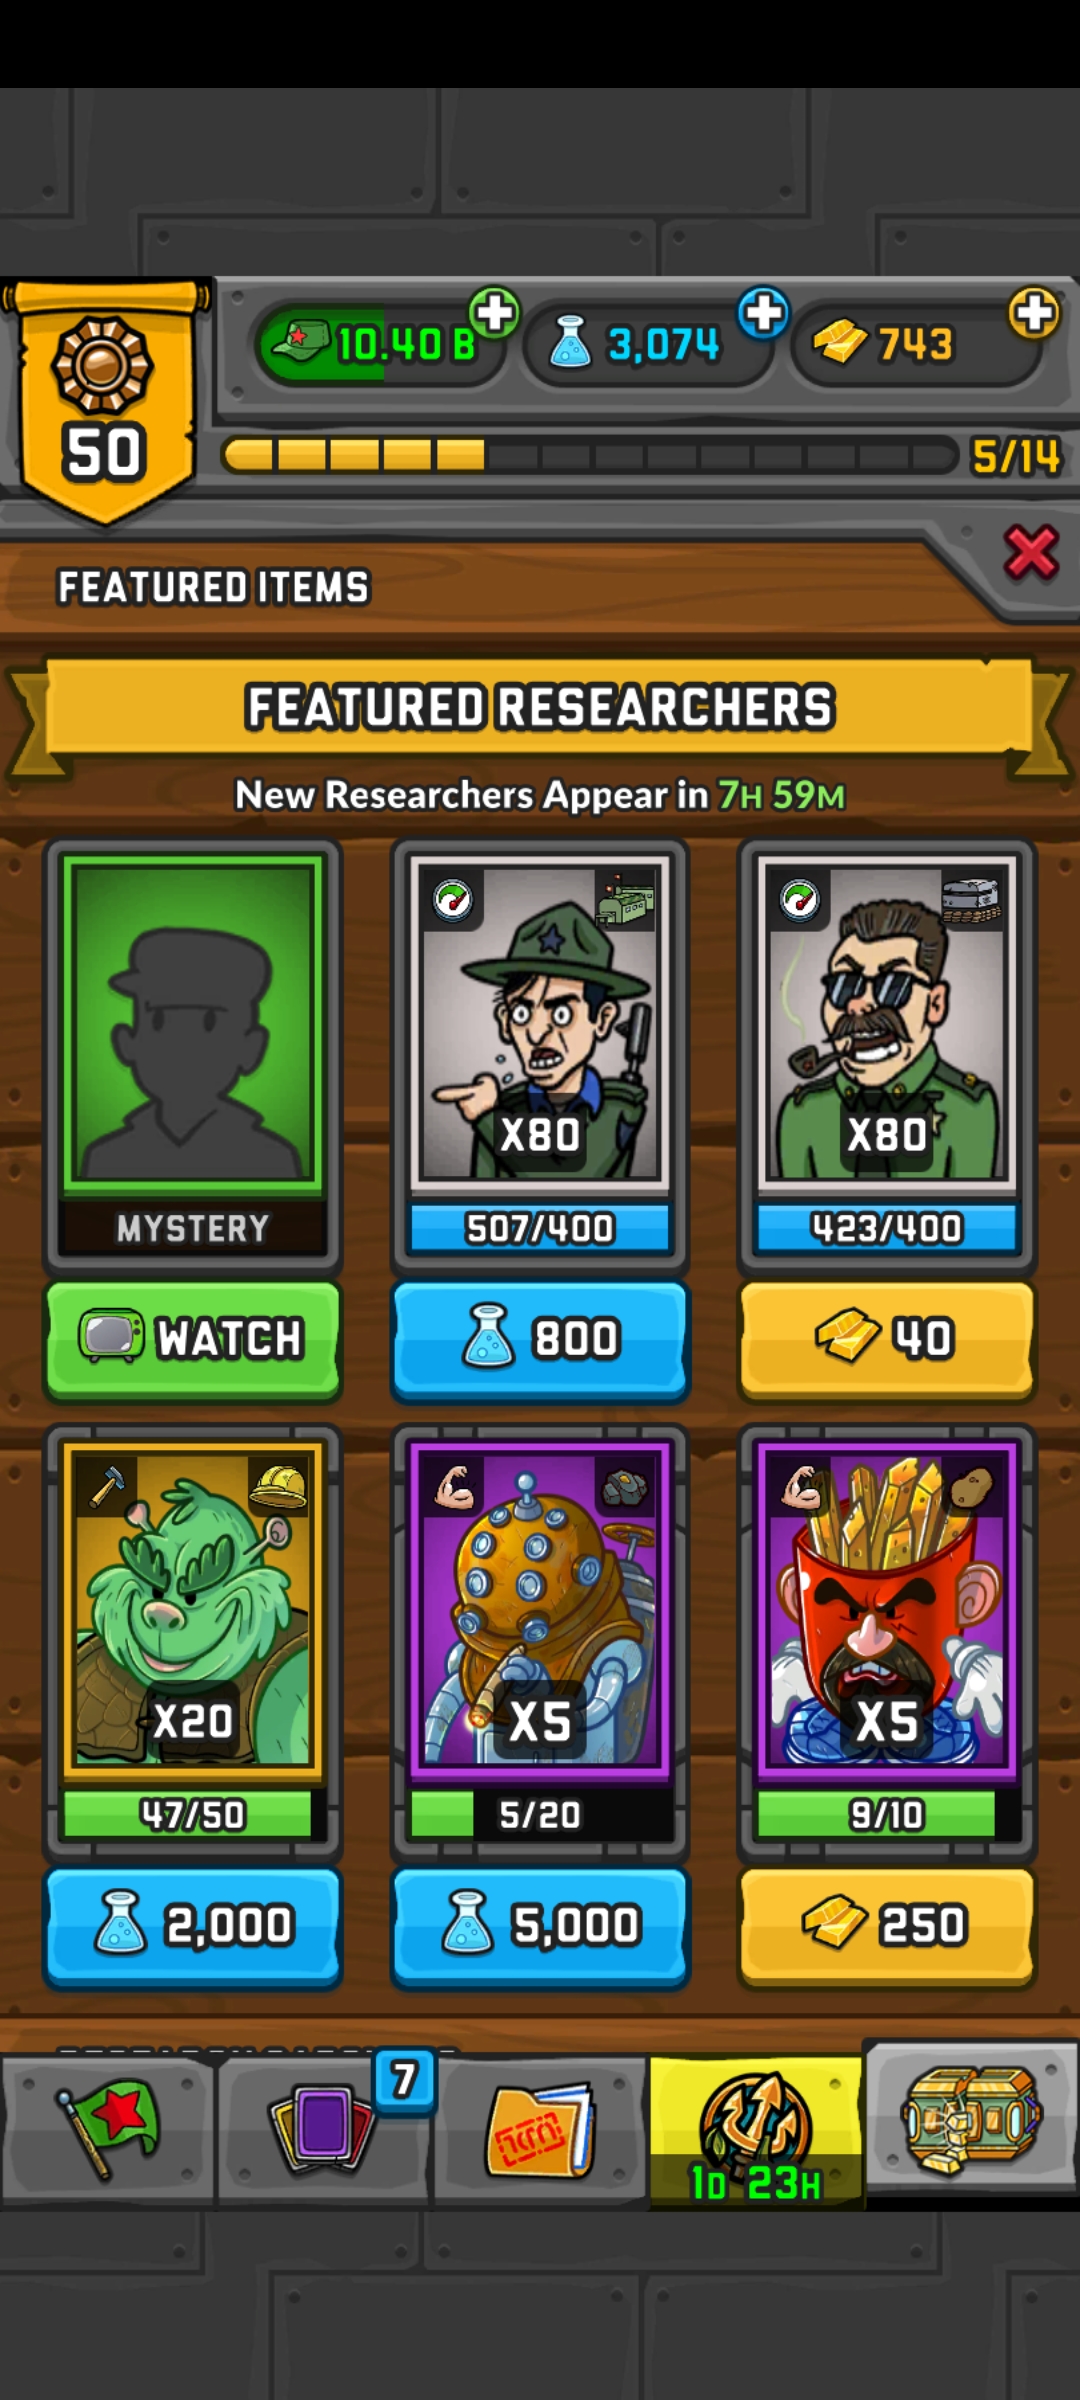 10.40 B
3,074
743
50
5/14
FEATURED ITEMS
FEATURED RESEARCHERS
New Researchers Appear in 7H 59M
X80
X80
MYSTERY
507/400
423/400
WATCH
800
40
X20
X5
X5
47/50
5/20
9/10
2,000
5,000
250
7
1D 23H